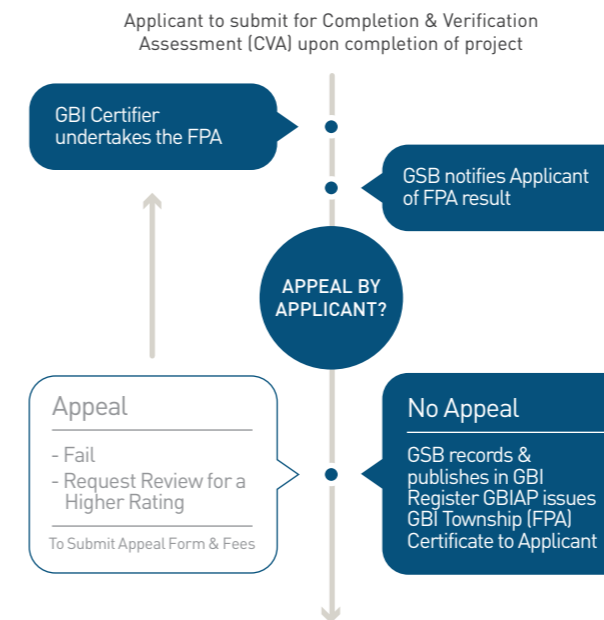 Applicant to submit for Completion & Verification
Assessment (CVA) upon completion of project
GBI Certifier
undertakes the FPA
GSB notifies Applicant
of FPA result
APPEAL BY
APPLICANT?
Appeal
- Fail
- Request Review for a
Higher Rating
To Submit Appeal Form & Fees
No Appeal
GSB records &
publishes in GBI
Register GBIAP issues
GBI Township (FPA)
Certificate to Applicant